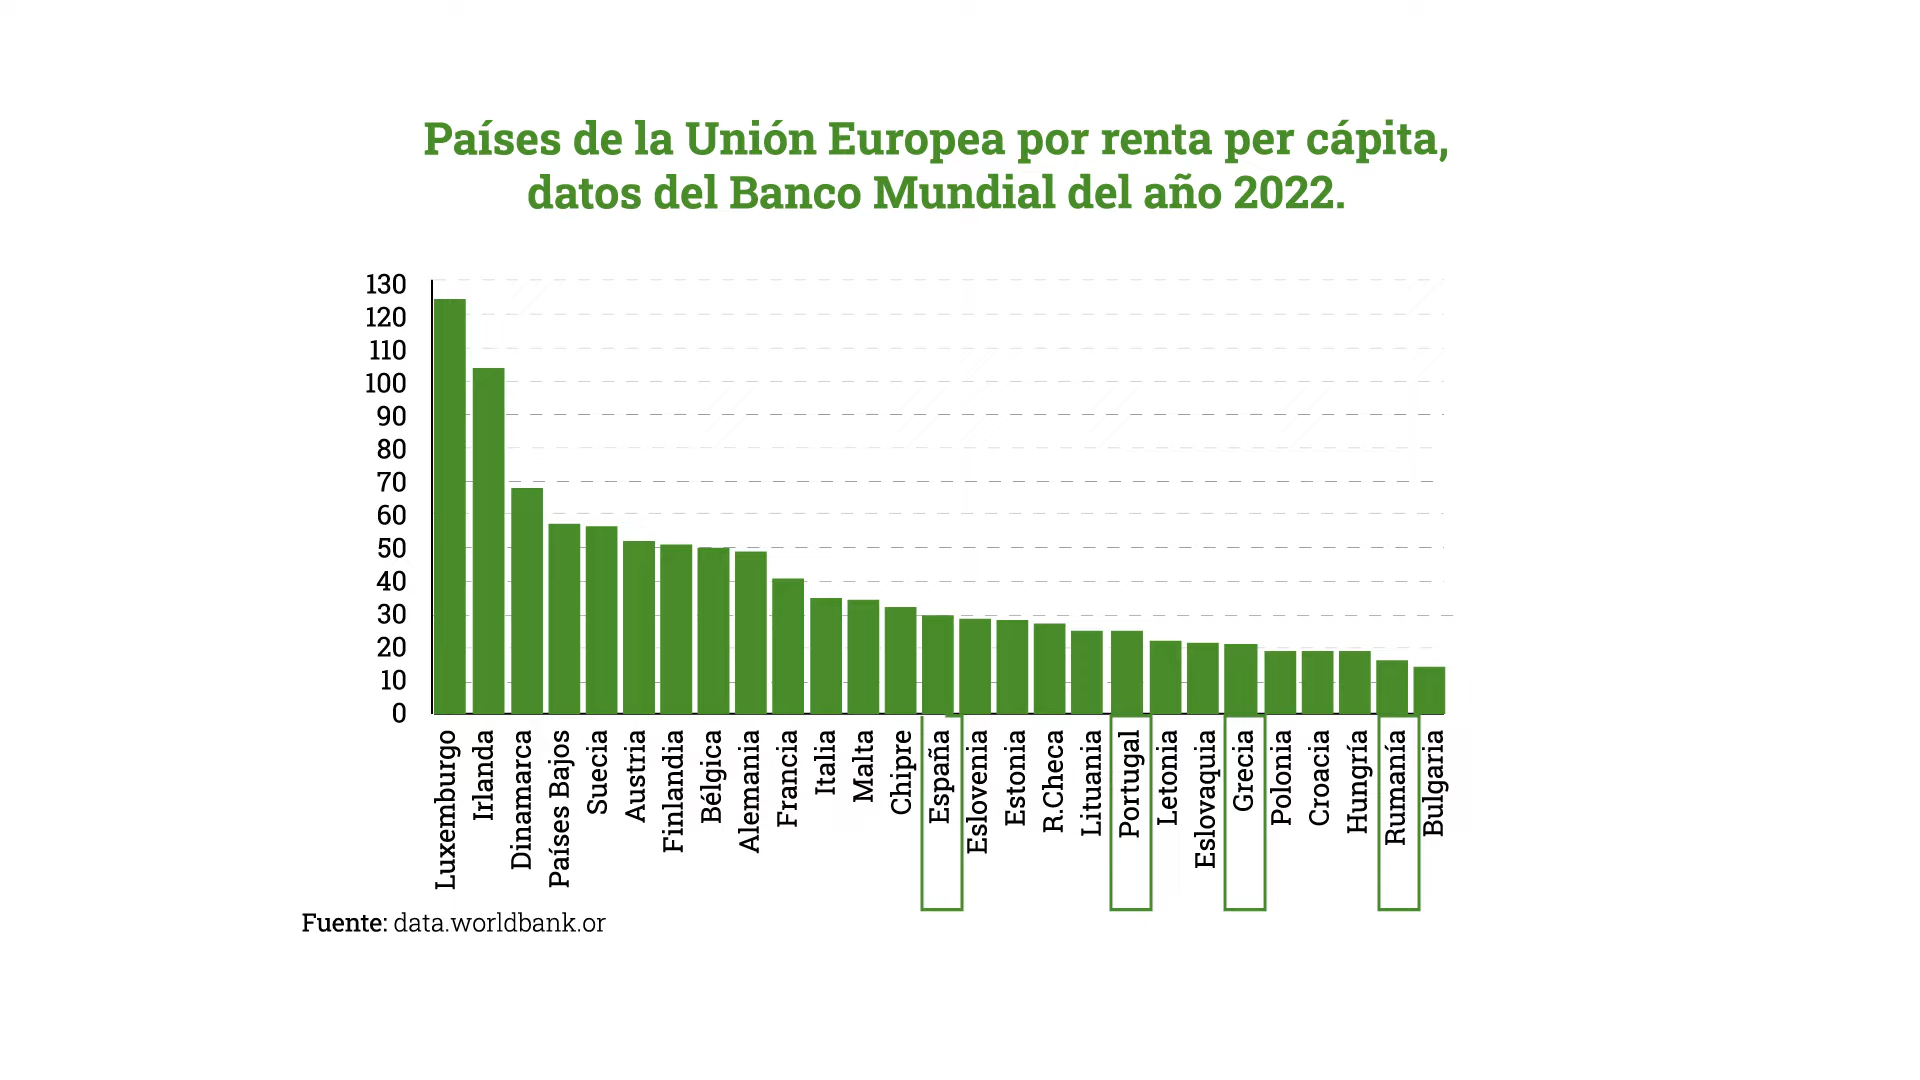 Países de la Unión Europea por renta per cápita,
datos del Banco Mundial del año 2022.
130
120
110
100
90
80
70
60
50
40
30
20
10
0
Luxemburgo
Irlanda
Dinamarca
Países Bajos
Suecia
Austria
Finlandia
Bélgica
Alemania
Francia
Italia
Malta
Chipre
España
Eslovenia
Estonia
R.Checa
Lituania
Portugal
Letonia
Eslovaquia
Grecia
Polonia
Croacia
Hungría
Rumanía
Bulgaria
Fuente: data.worldbank.or